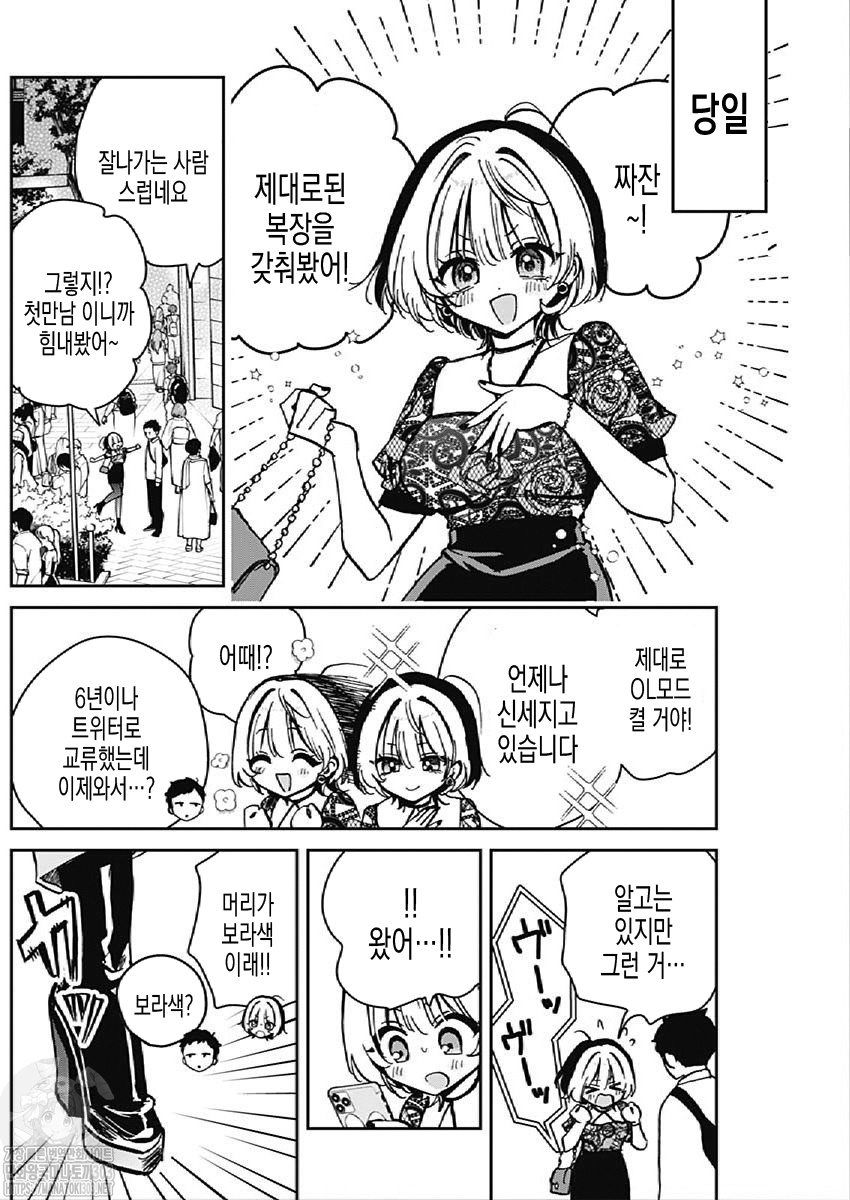 당일
짜잔
~!
제대로된
복장을
갖춰봤어!
잘나가는 사람
스럽네요
그렇지!?
첫만남 이니까
힘내봤어~
제대로
OL모드
켤 거야!
언제나
신세지고
있습니다
어때!?
6년이나
트위터로
교류했는데
이제와서…?
알고는
있지만
그런 거…
ヴーッ
ヴーッ
!!
왔어…!!
머리가
보라색
이래!!
보라색?
カッ
HTTPS://MANATOKI303.NET